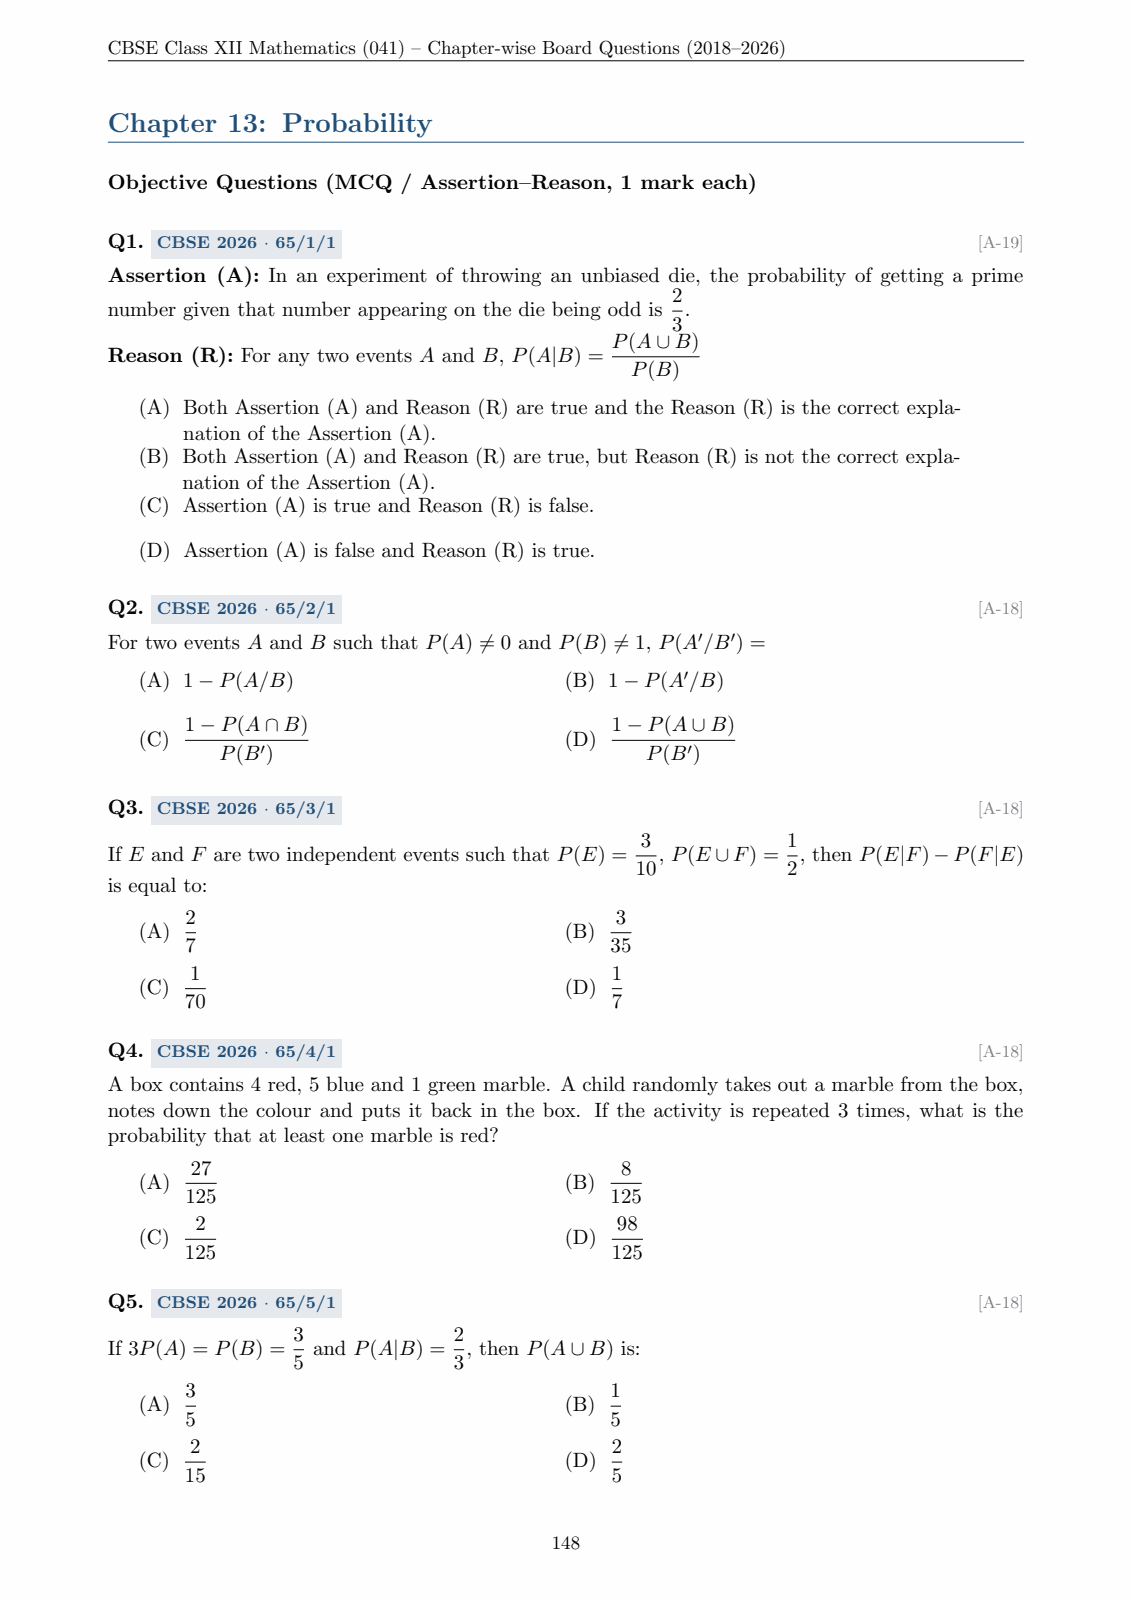 CBSE Class XII Mathematics (041) – Chapter-wise Board Questions (2018–2026)
Chapter 13: Probability
Objective Questions (MCQ / Assertion–Reason, 1 mark each)
Q1. CBSE 2026 · 65/1/1 [A-19]
Assertion (A): In an experiment of throwing an unbiased die, the probability of getting a prime
number given that number appearing on the die being odd is 2/3.
Reason (R): For any two events A and B, P(A|B) = P(A ∪ B)/P(B)
(A) Both Assertion (A) and Reason (R) are true and the Reason (R) is the correct expla-
nation of the Assertion (A).
(B) Both Assertion (A) and Reason (R) are true, but Reason (R) is not the correct expla-
nation of the Assertion (A).
(C) Assertion (A) is true and Reason (R) is false.
(D) Assertion (A) is false and Reason (R) is true.
Q2. CBSE 2026 · 65/2/1 [A-18]
For two events A and B such that P(A) ≠ 0 and P(B) ≠ 1, P(A′/B′) =
(A) 1 − P(A/B) (B) 1 − P(A′/B)
(C) (1 − P(A ∩ B))/P(B′) (D) (1 − P(A ∪ B))/P(B′)
Q3. CBSE 2026 · 65/3/1 [A-18]
If E and F are two independent events such that P(E) = 3/10, P(E ∪ F) = 1/2, then P(E|F) − P(F|E)
is equal to:
(A) 2/7 (B) 3/35
(C) 1/70 (D) 1/7
Q4. CBSE 2026 · 65/4/1 [A-18]
A box contains 4 red, 5 blue and 1 green marble. A child randomly takes out a marble from the box,
notes down the colour and puts it back in the box. If the activity is repeated 3 times, what is the
probability that at least one marble is red?
(A) 27/125 (B) 8/125
(C) 2/125 (D) 98/125
Q5. CBSE 2026 · 65/5/1 [A-18]
If 3P(A) = P(B) = 3/5 and P(A|B) = 2/3, then P(A ∪ B) is:
(A) 3/5 (B) 1/5
(C) 2/15 (D) 2/5
148